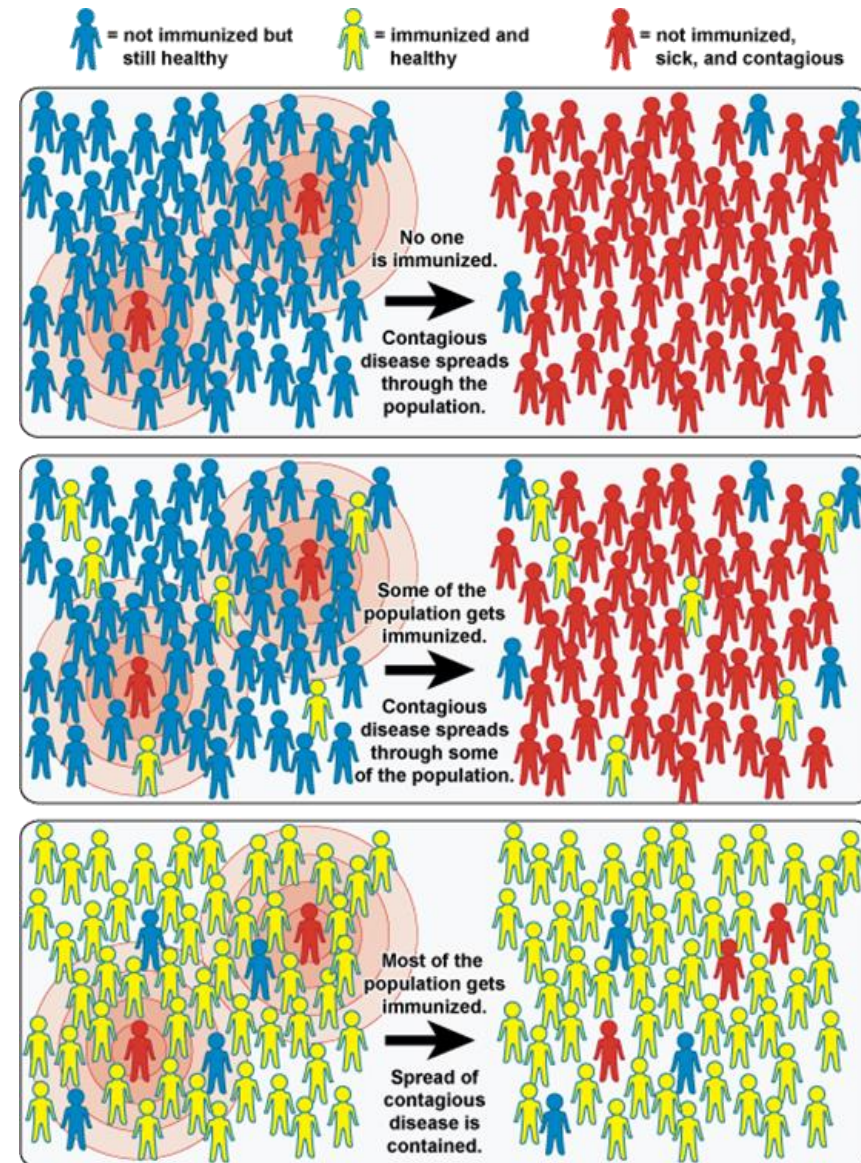 = not immunized but
still healthy
= immunized and
healthy
= not immunized,
sick, and contagious
No one
is immunized.
Contagious
disease spreads
through the
population.
Some of the
population gets
immunized.
Contagious
disease spreads
through some
of the population.
Most of the
population gets
immunized.
Spread of
contagious
disease is
contained.